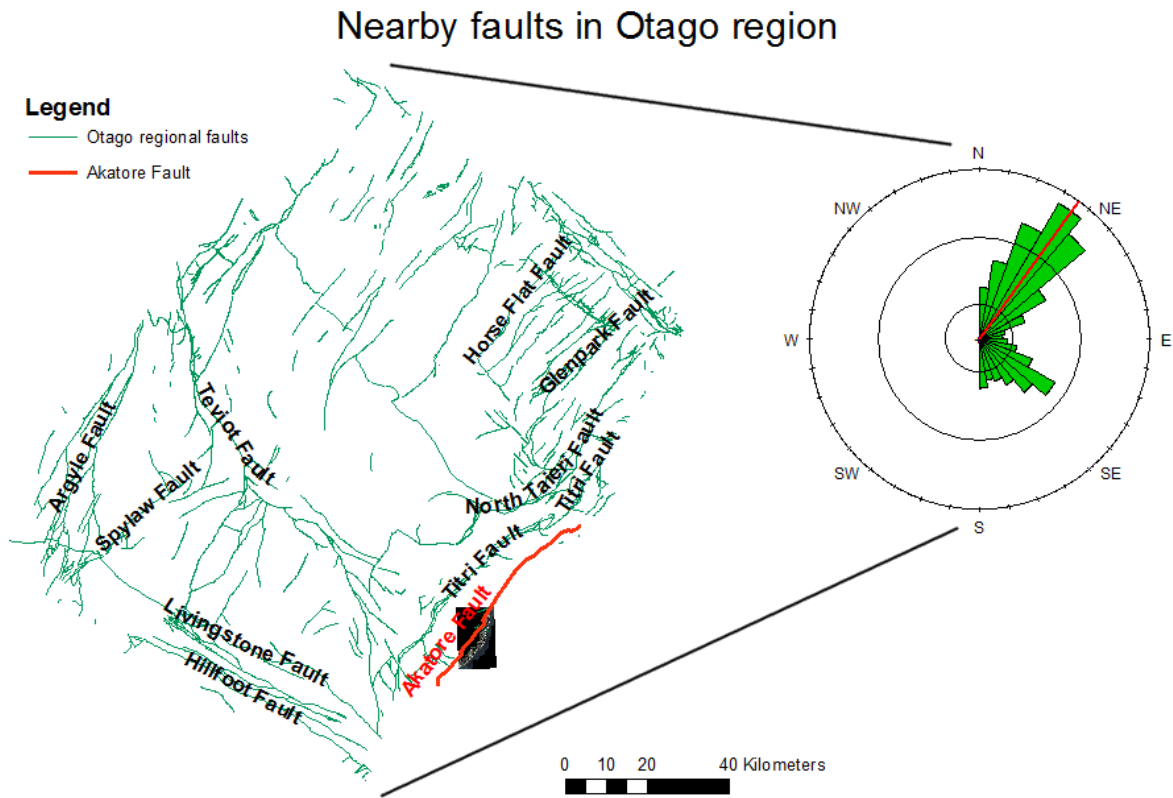 Nearby faults in Otago region
Legend
Otago regional faults
Akatore Fault
N
NE
E
SE
S
SW
W
NW
Horse Flat Fault
Glenpark Fault
Argyle Fault
Teviot Fault
Spylaw Fault
North Taieri Fault
Titri Fault
Titri Fault
Akatore Fault
Livingstone Fault
Hillfoot Fault
0 10 20 40 Kilometers